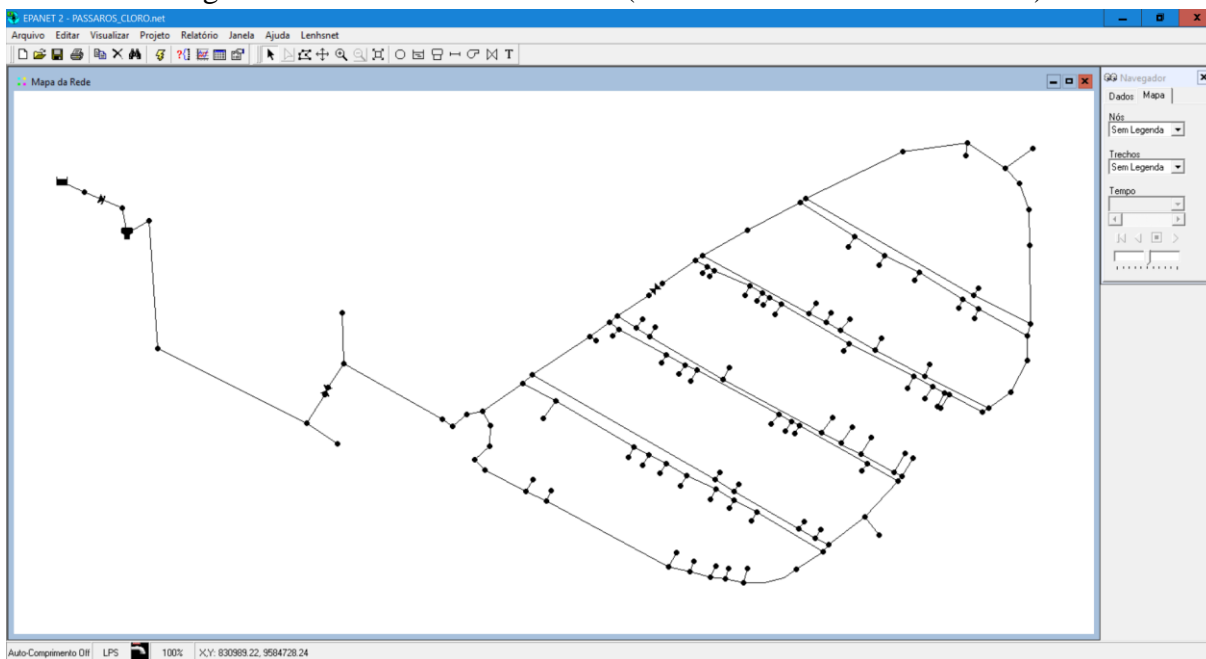 EPANET 2 - PASSAROS_CLORO.net
Arquivo Editar Visualizar Projeto Relatório Janela Ajuda Lenhsnet
T
Mapa da Rede
Navegador
Dados Mapa
Nós
Sem Legenda
Trechos
Sem Legenda
Tempo
Auto-Comprimento Off LPS 100% X,Y: 830989.22, 9584728.24